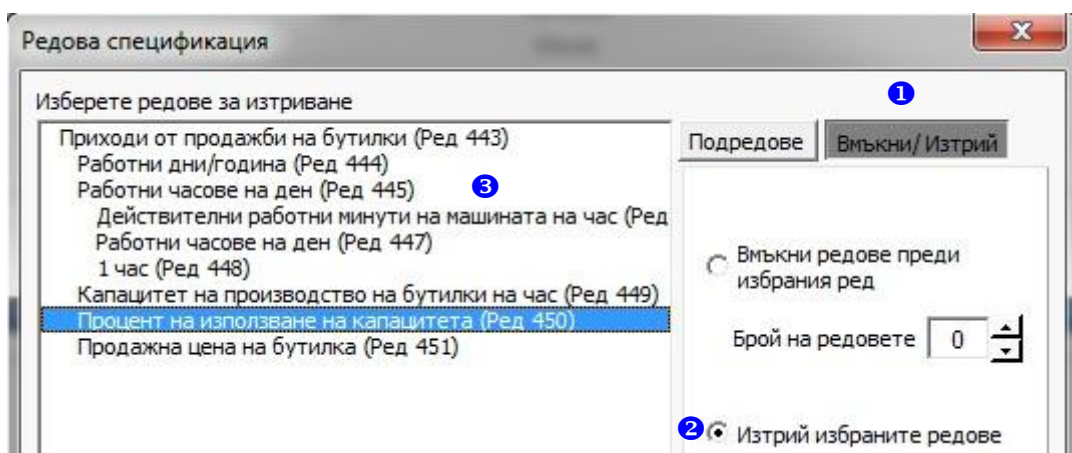 Редова спецификация
x
Изберете редове за изтриване
❶
Приходи от продажби на бутилки (Ред 443)
Работни дни/година (Ред 444)
Работни часове на ден (Ред 445)
❸
Действителни работни минути на машината на час (Ред
Работни часове на ден (Ред 447)
1 час (Ред 448)
Капацитет на производство на бутилки на час (Ред 449)
Процент на използване на капацитета (Ред 450)
Продажна цена на бутилка (Ред 451)
Подредове
Вмъкни/Изтрий
Вмъкни редове преди
избрания ред
Брой на редовете 0
❷ Изтрий избраните редове